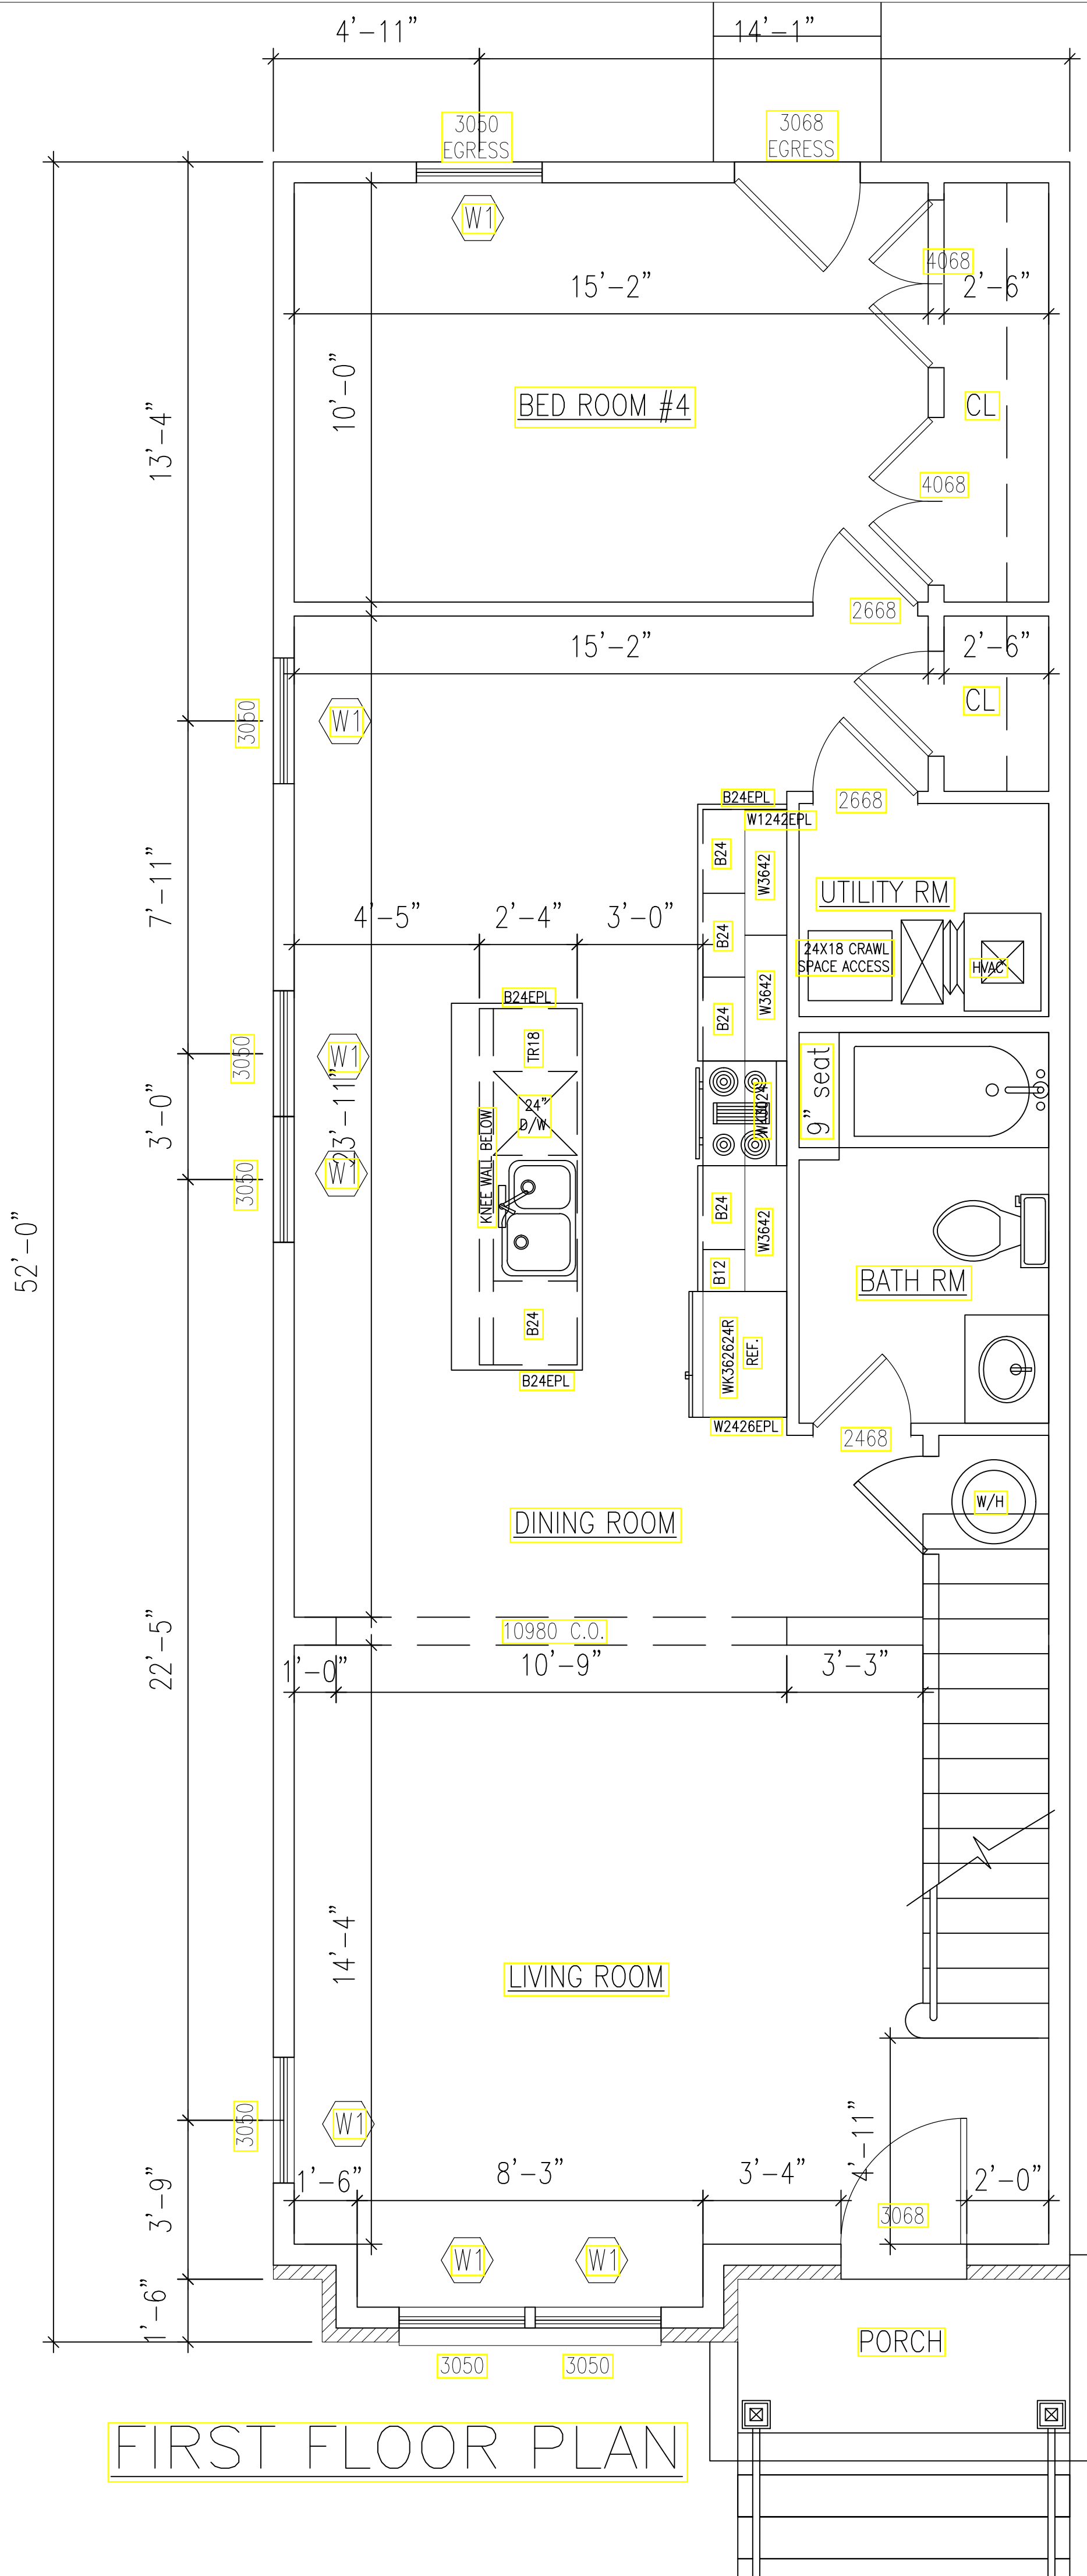 4'-11"
14'-1"
3050
EGRESS
3068
EGRESS
W1
4068
15'-2"
2'-6"
10'-0"
13'-4"
BED ROOM #4
CL
4068
2668
15'-2"
2'-6"
3050
W1
CL
B24EPL
2668
W1242EPL
B24
W3642
7'-11"
UTILITY RM
4'-5"
2'-4"
3'-0"
B24
24X18 CRAWL
SPACE ACCESS
HVAC
B24EPL
W3642
B24
TR18
3050
W1
23'-11"
24"
D/W
WK3024
9" seat
3'-0"
KNEE WALL BELOW
3050
W1
B24
W3642
52'-0"
B12
BATH RM
B24
WK362624R
REF.
B24EPL
W2426EPL
2468
W/H
DINING ROOM
10980 C.O.
22'-5"
1'-0"
10'-9"
3'-3"
14'-4"
LIVING ROOM
3050
W1
4'-11"
3'-9"
1'-6"
8'-3"
3'-4"
2'-0"
3068
W1
W1
1'-6"
PORCH
3050
3050
FIRST FLOOR PLAN